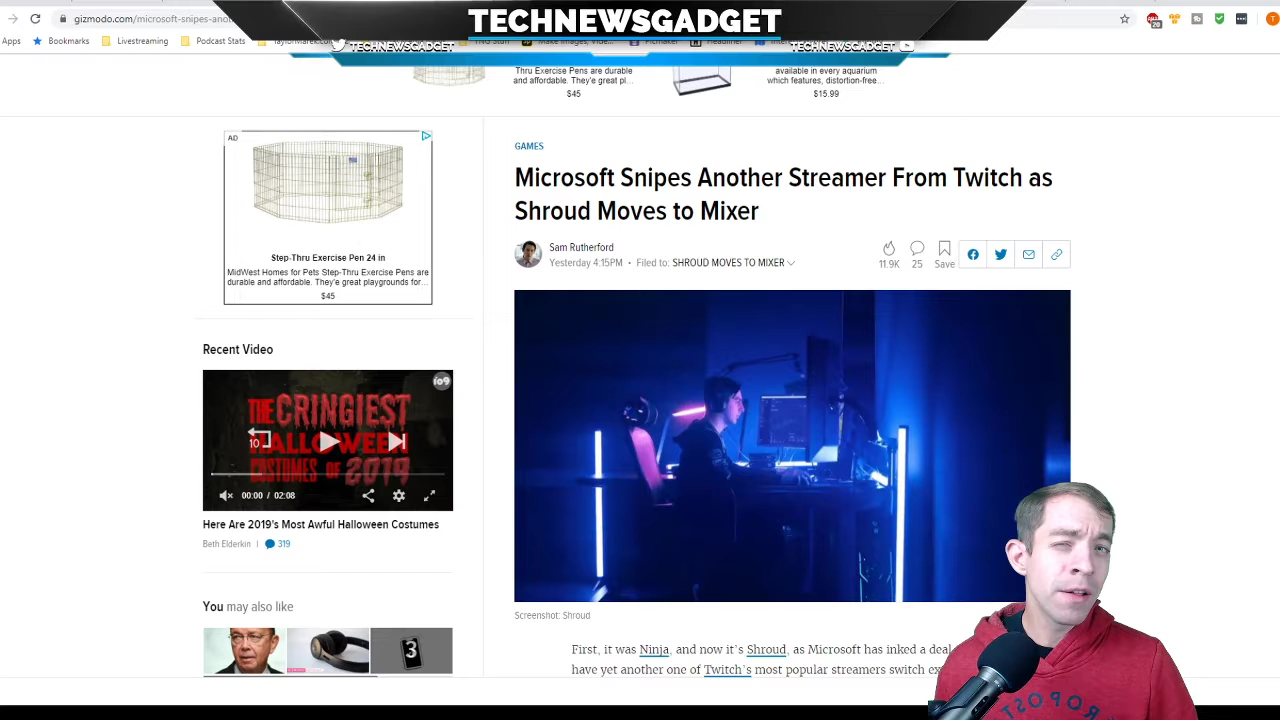 TECHNEWSGADGET
gizmodo.com/microsoft-snipes-ano
20
Apps
Bookmarks
Livestreaming
Podcast Stats
TECHNEWSGADGET
TECHNEWSGADGET
Thru Exercise Pens are durable
and affordable. They'e great pl...
$45
available in every aquarium
which features, distortion-free...
$15.99
AD
Step-Thru Exercise Pen 24 in
MidWest Homes for Pets Step-Thru Exercise Pens are
durable and affordable. They'e great playgrounds for...
$45
Recent Video
io9
THE CRINGIEST
HALLOWEEN
COSTUMES OF 2019
10
00:00 / 02:08
Here Are 2019's Most Awful Halloween Costumes
Beth Elderkin | 319
You may also like
3
GAMES
Microsoft Snipes Another Streamer From Twitch as
Shroud Moves to Mixer
Sam Rutherford
Yesterday 4:15PM • Filed to: SHROUD MOVES TO MIXER
11.9K
25
Save
Screenshot: Shroud
First, it was Ninja, and now it's Shroud, as Microsoft has inked a deal
have yet another one of Twitch's most popular streamers switch